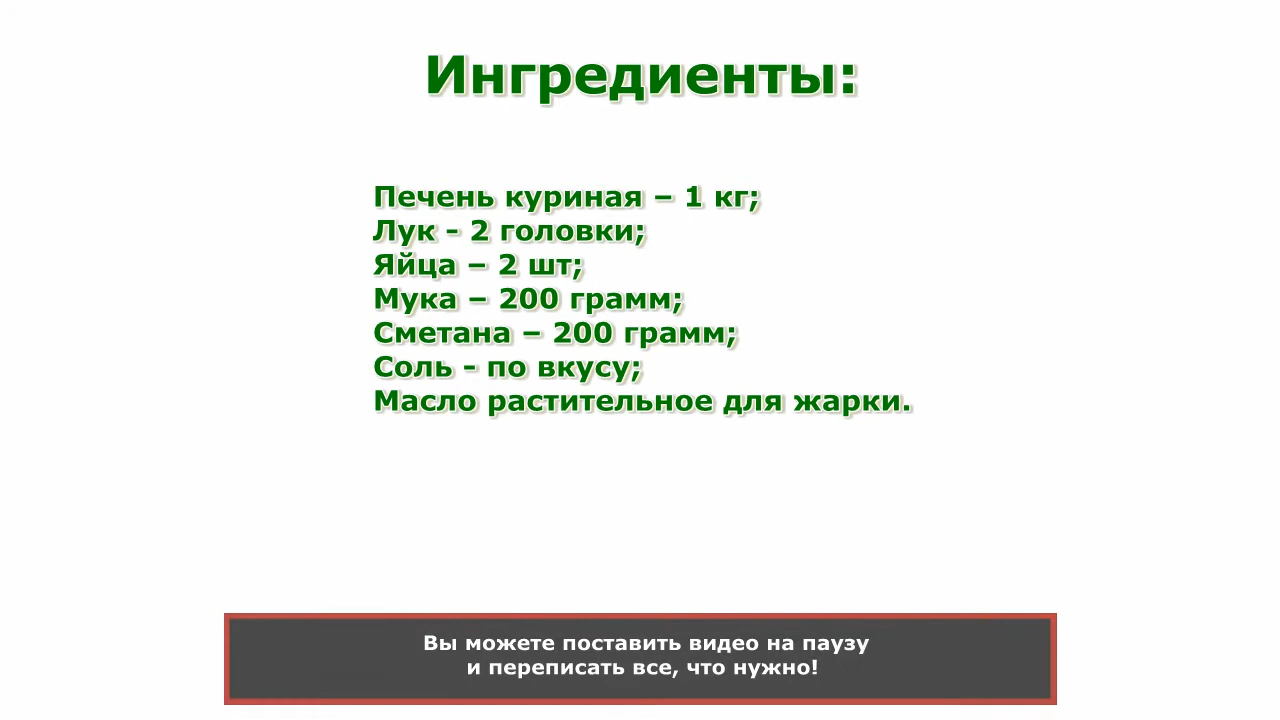 Ингредиенты:
Печень куриная – 1 кг;
Лук - 2 головки;
Яйца – 2 шт;
Мука – 200 грамм;
Сметана – 200 грамм;
Соль - по вкусу;
Масло растительное для жарки.
Вы можете поставить видео на паузу
и переписать все, что нужно!